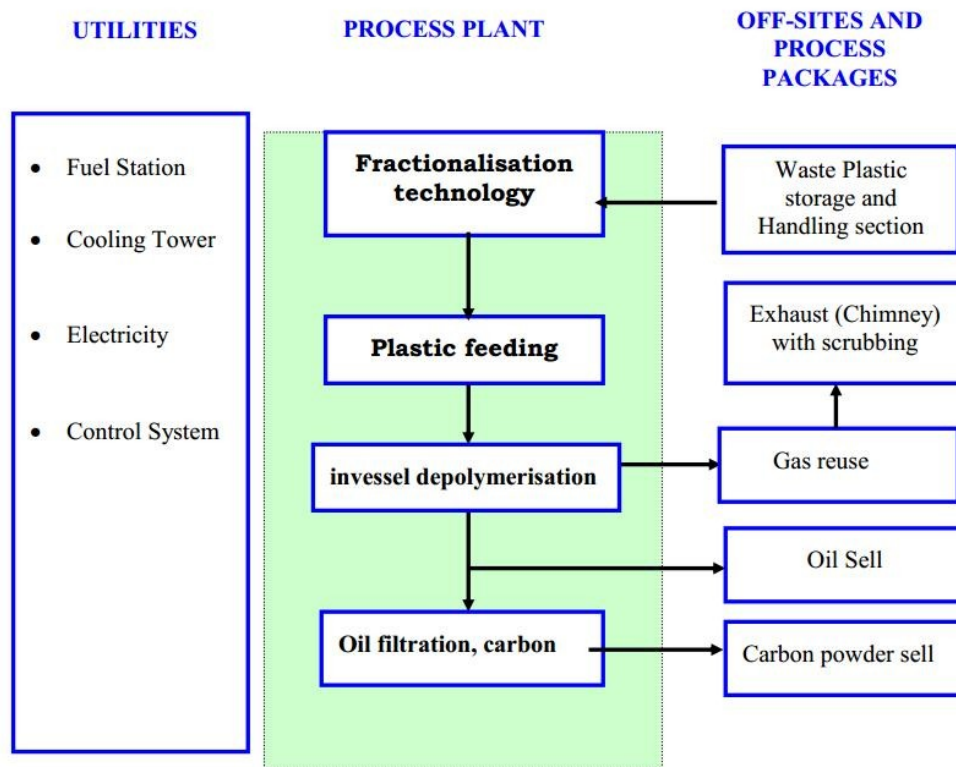 UTILITIES
PROCESS PLANT
OFF-SITES AND
PROCESS
PACKAGES
• Fuel Station
• Cooling Tower
• Electricity
• Control System
Fractionalisation
technology
Plastic feeding
invessel depolymerisation
Oil filtration, carbon
Waste Plastic
storage and
Handling section
Exhaust (Chimney)
with scrubbing
Gas reuse
Oil Sell
Carbon powder sell